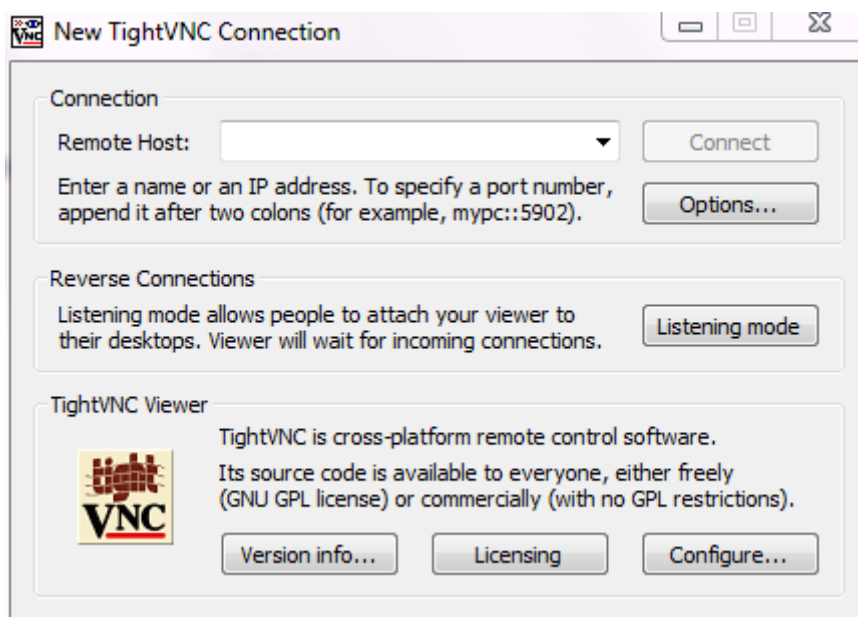 New TightVNC Connection
Connection
Remote Host:
Connect
Enter a name or an IP address. To specify a port number,
append it after two colons (for example, mypc::5902).
Options...
Reverse Connections
Listening mode allows people to attach your viewer to
their desktops. Viewer will wait for incoming connections.
Listening mode
TightVNC Viewer
TightVNC is cross-platform remote control software.
Its source code is available to everyone, either freely
(GNU GPL license) or commercially (with no GPL restrictions).
tight
VNC
Version info...
Licensing
Configure...